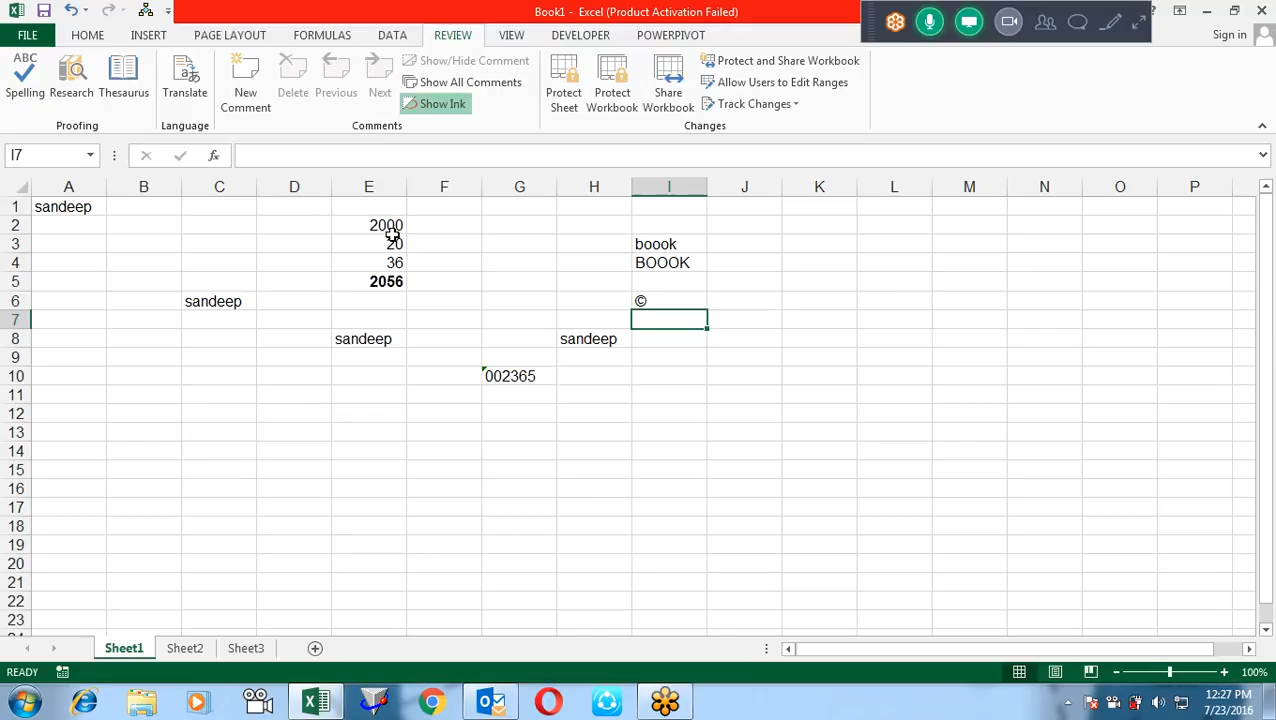 Book1 - Excel (Product Activation Failed)
FILE HOME INSERT PAGE LAYOUT FORMULAS DATA REVIEW VIEW DEVELOPER POWERPIVOT Sign in
ABC
Spelling Research Thesaurus
Proofing
Translate
Language
New Comment Delete Previous Next
Show/Hide Comment
Show All Comments
Show Ink
Comments
Protect Sheet Protect Workbook Share Workbook
Protect and Share Workbook
Allow Users to Edit Ranges
Track Changes
Changes
I7 fx
A B C D E F G H I J K L M N O P
1 sandeep
2 2000
3 20 boook
4 36 BOOOK
5 2056
6 sandeep ©
7
8 sandeep sandeep
9
10 002365
11
12
13
14
15
16
17
18
19
20
21
22
23
Sheet1 Sheet2 Sheet3
READY 100%
12:27 PM
7/23/2016